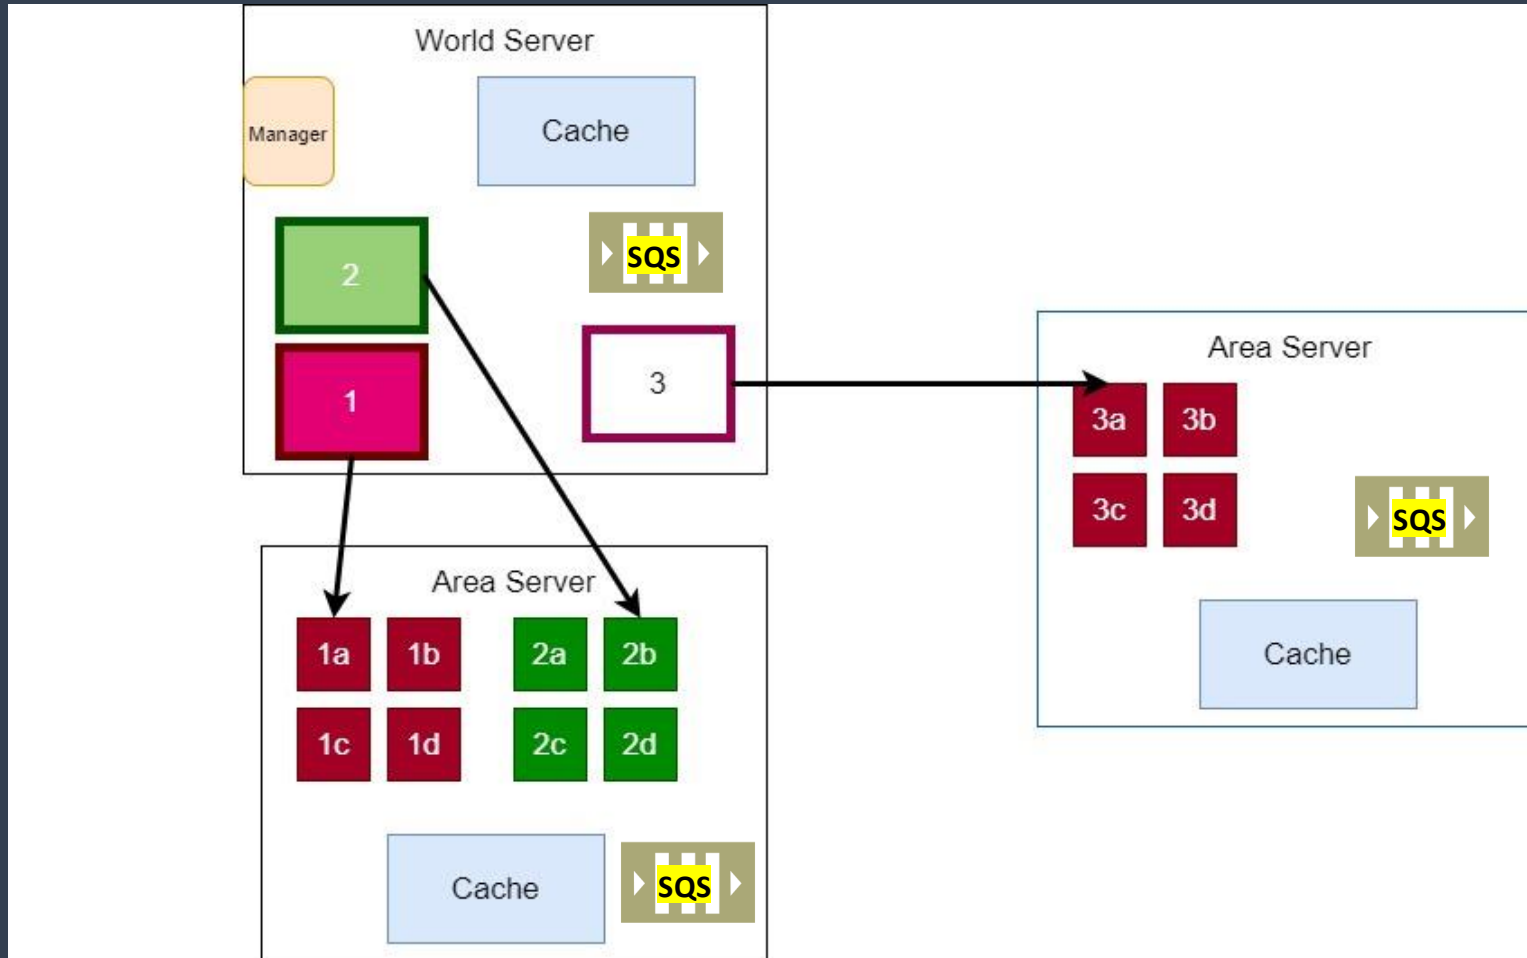 World Server
Manager
Cache
2
SQS
1
3
Area Server
3a 3b
3c 3d
SQS
Cache
Area Server
1a 1b 2a 2b
1c 1d 2c 2d
Cache
SQS